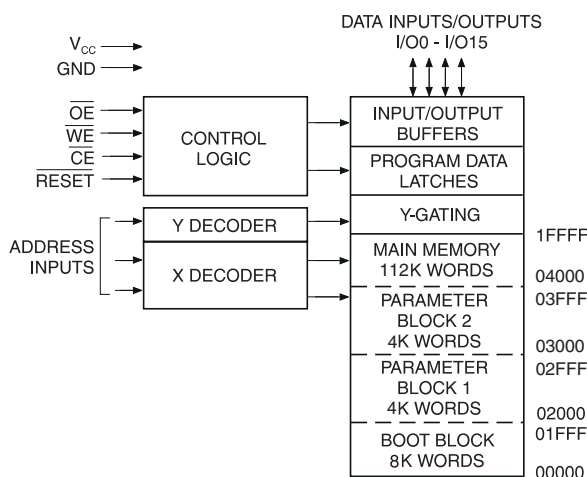 DATA INPUTS/OUTPUTS
I/O0 - I/O15
VCC
GND
OE
WE
CE
RESET
CONTROL
LOGIC
INPUT/OUTPUT
BUFFERS
PROGRAM DATA
LATCHES
ADDRESS
INPUTS
Y DECODER
X DECODER
Y-GATING
1FFFF
MAIN MEMORY
112K WORDS
04000
PARAMETER
BLOCK 2
4K WORDS
03FFF
03000
PARAMETER
BLOCK 1
4K WORDS
02FFF
02000
BOOT BLOCK
8K WORDS
01FFF
00000